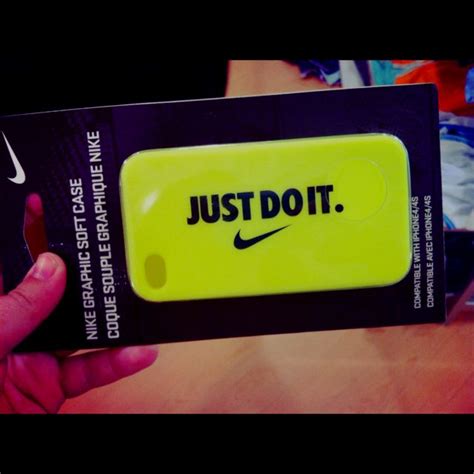 NIKE GRAPHIC SOFT CASE
COQUE SOUPLE GRAPHIQUE NIKE
JUST DO IT.
COMPATIBLE WITH IPHONE4/4S
COMPATIBLE AVEC IPHONE4/4S